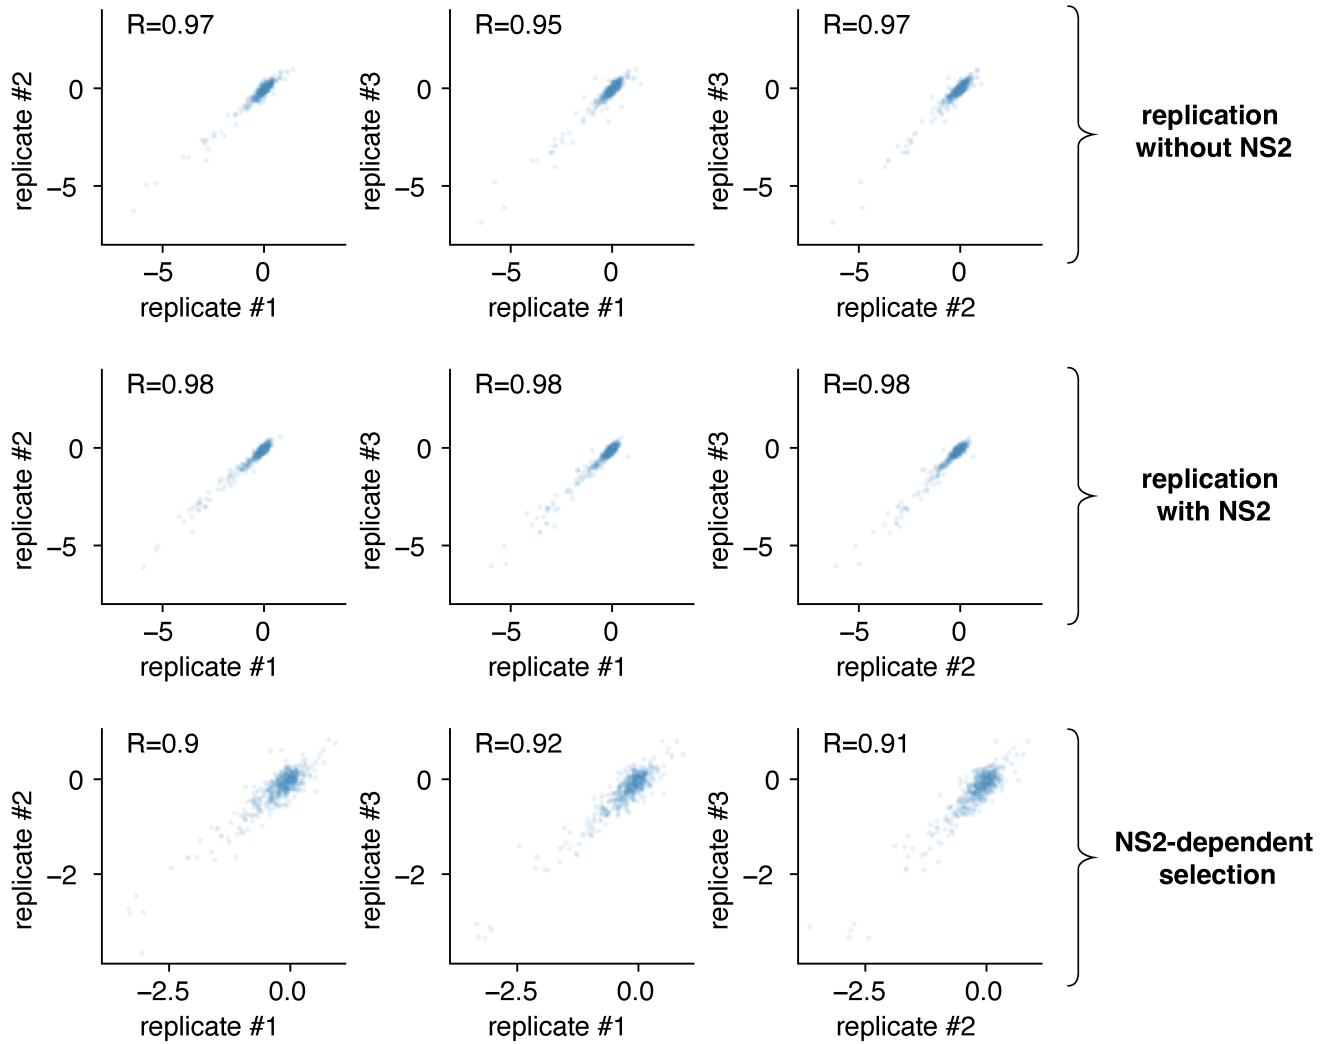 R=0.97
replicate #2
0
−5
−5
0
replicate #1
R=0.95
replicate #3
0
−5
−5
0
replicate #1
R=0.97
replicate #3
0
−5
−5
0
replicate #2
replication
without NS2
R=0.98
replicate #2
0
−5
−5
0
replicate #1
R=0.98
replicate #3
0
−5
−5
0
replicate #1
R=0.98
replicate #3
0
−5
−5
0
replicate #2
replication
with NS2
R=0.9
replicate #2
0
−2
−2.5
0.0
replicate #1
R=0.92
replicate #3
0
−2
−2.5
0.0
replicate #1
R=0.91
replicate #3
0
−2
−2.5
0.0
replicate #2
NS2-dependent
selection